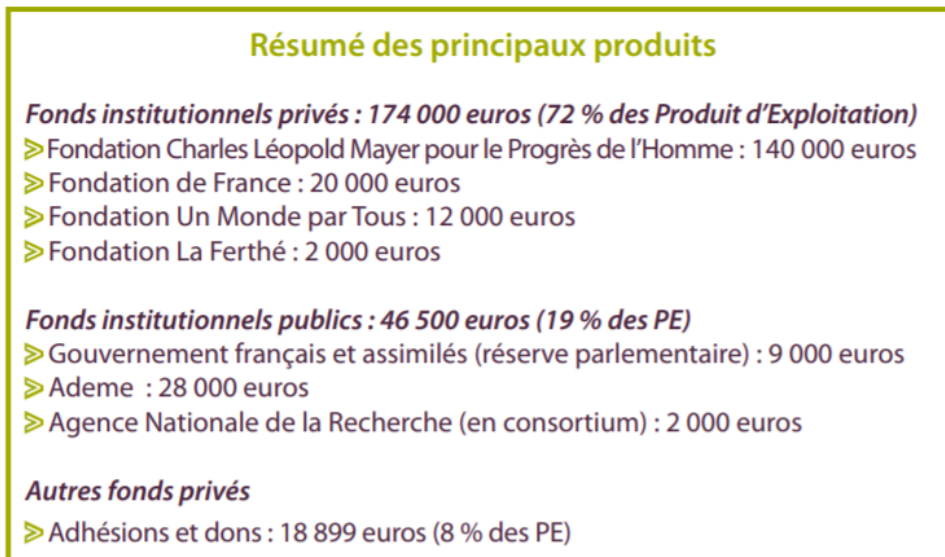 Résumé des principaux produits
Fonds institutionnels privés : 174 000 euros (72 % des Produit d'Exploitation)
⪢ Fondation Charles Léopold Mayer pour le Progrès de l'Homme : 140 000 euros
⪢ Fondation de France : 20 000 euros
⪢ Fondation Un Monde par Tous : 12 000 euros
⪢ Fondation La Ferthé : 2 000 euros
Fonds institutionnels publics : 46 500 euros (19 % des PE)
⪢ Gouvernement français et assimilés (réserve parlementaire) : 9 000 euros
⪢ Ademe : 28 000 euros
⪢ Agence Nationale de la Recherche (en consortium) : 2 000 euros
Autres fonds privés
⪢ Adhésions et dons : 18 899 euros (8 % des PE)